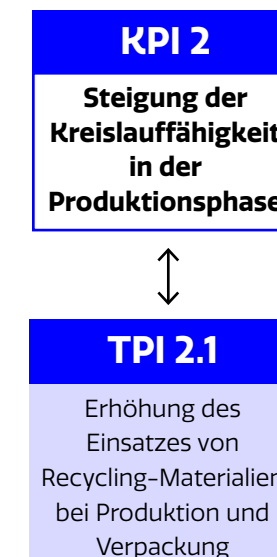 KPI 2
Steigung der
Kreislauffähigkeit
in der
Produktionsphase
TPI 2.1
Erhöhung des
Einsatzes von
Recycling-Materialien
bei Produktion und
Verpackung